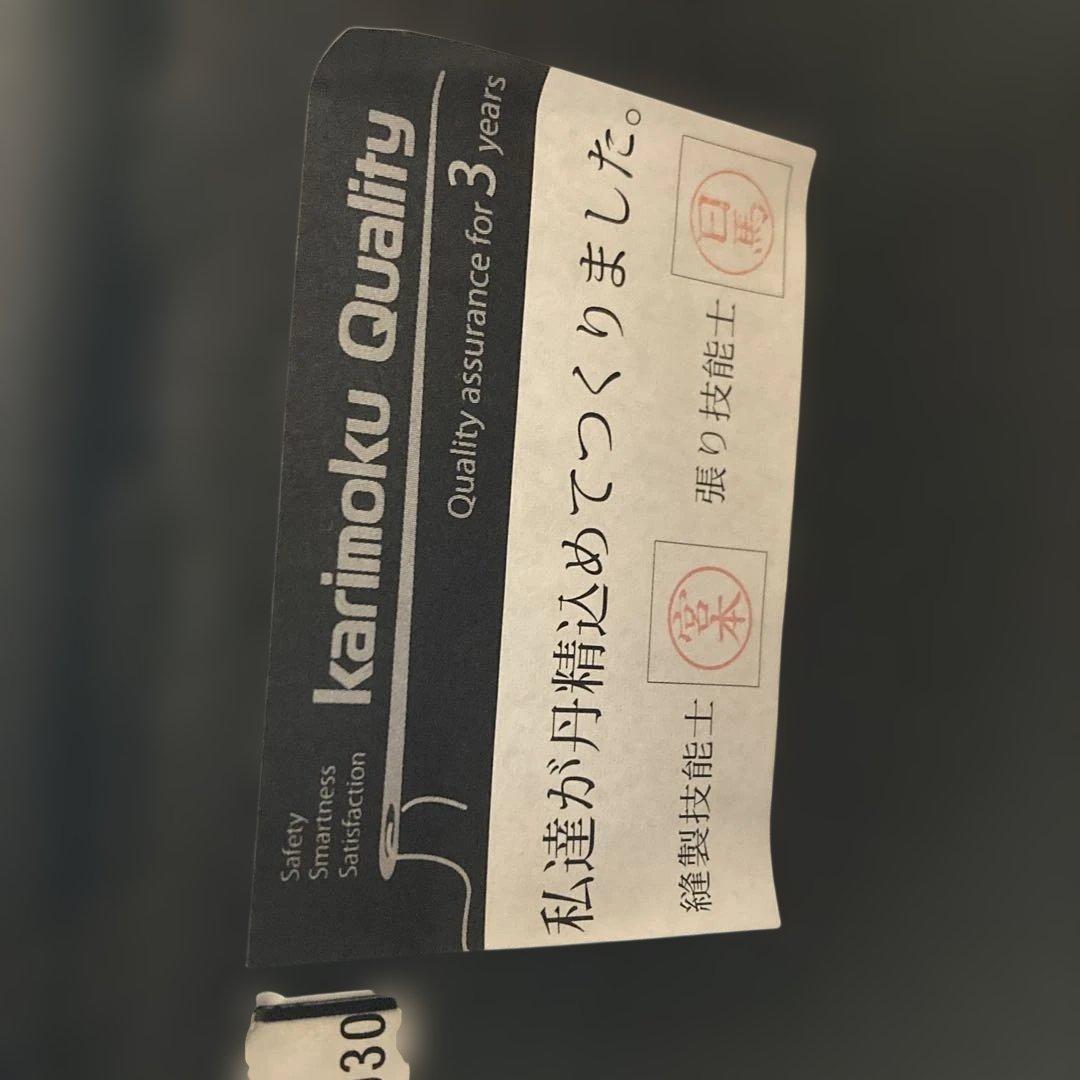 Safety
Smartness
Satisfaction
karimoku Quality
Quality assurance for 3 years
私達が丹精込めてつくりました。
縫製技能士 宮本 張り技能士 日馬
030